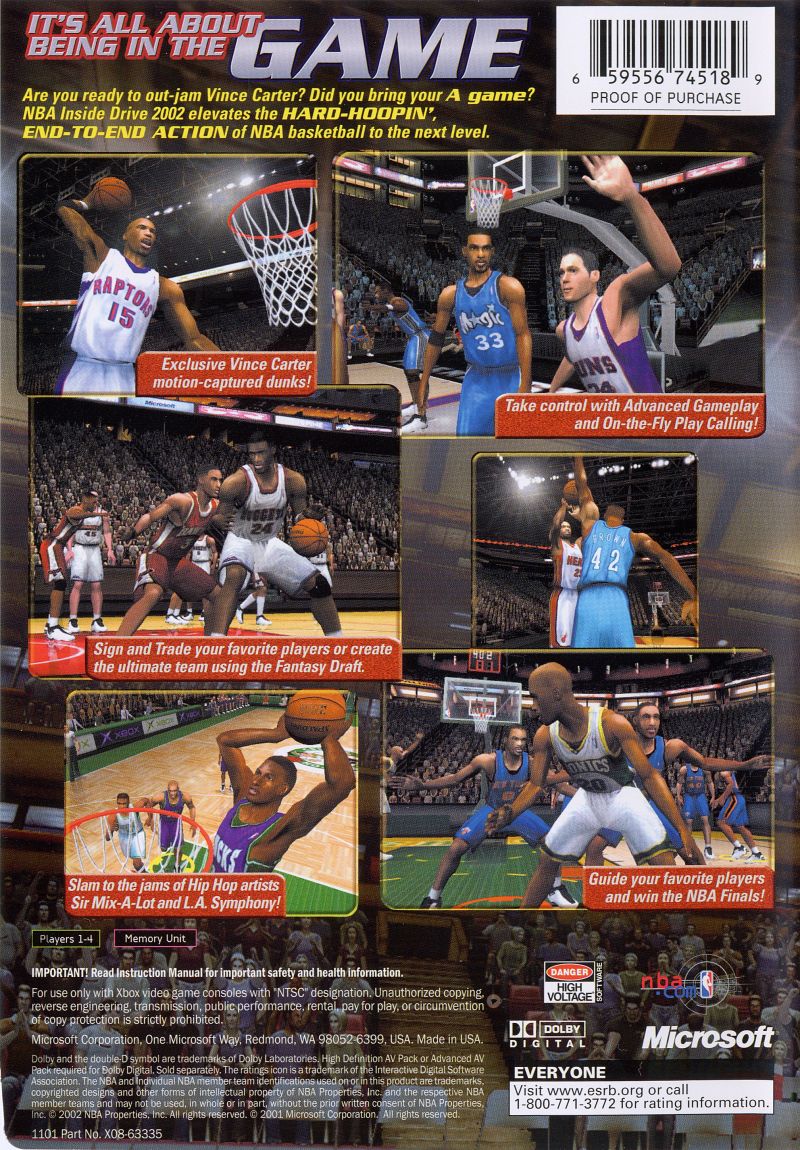 IT'S ALL ABOUT
BEING IN THE
GAME
6 59556 74518 9
PROOF OF PURCHASE
Are you ready to out-jam Vince Carter? Did you bring your A game?
NBA Inside Drive 2002 elevates the HARD-HOOPIN',
END-TO-END ACTION of NBA basketball to the next level.
RAPTORS
15
Exclusive Vince Carter
motion-captured dunks!
Magic
33
SUNS
Take control with Advanced Gameplay
and On-the-Fly Play Calling!
Microsoft
NUGGETS
24
45
Sign and Trade your favorite players or create
the ultimate team using the Fantasy Draft.
BROWN
42
HEAT
XBOX
XBOX
Slam to the jams of Hip Hop artists
Sir Mix-A-Lot and L.A. Symphony!
SONICS
20
Guide your favorite players
and win the NBA Finals!
Players 1-4
Memory Unit
IMPORTANT! Read Instruction Manual for important safety and health information.
For use only with Xbox video game consoles with "NTSC" designation. Unauthorized copying,
reverse engineering, transmission, public performance, rental, pay for play, or circumvention
of copy protection is strictly prohibited.
Microsoft Corporation, One Microsoft Way, Redmond, WA 98052-6399, USA. Made in USA.
Dolby and the double-D symbol are trademarks of Dolby Laboratories. High Definition AV Pack or Advanced AV
Pack required for Dolby Digital. Sold separately. The ratings icon is a trademark of the Interactive Digital Software
Association. The NBA and individual NBA member team identifications used on or in this product are trademarks,
copyrighted designs and other forms of intellectual property of NBA Properties, Inc. and the respective NBA
member teams and may not be used, in whole or in part, without the prior written consent of NBA Properties,
Inc. © 2002 NBA Properties, Inc. All rights reserved. © 2001 Microsoft Corporation. All rights reserved.
1101 Part No. X08-63335
DANGER
HIGH
VOLTAGE
SOFTWARE
nba
.com
DOLBY
DIGITAL
Microsoft
EVERYONE
Visit www.esrb.org or call
1-800-771-3772 for rating information.